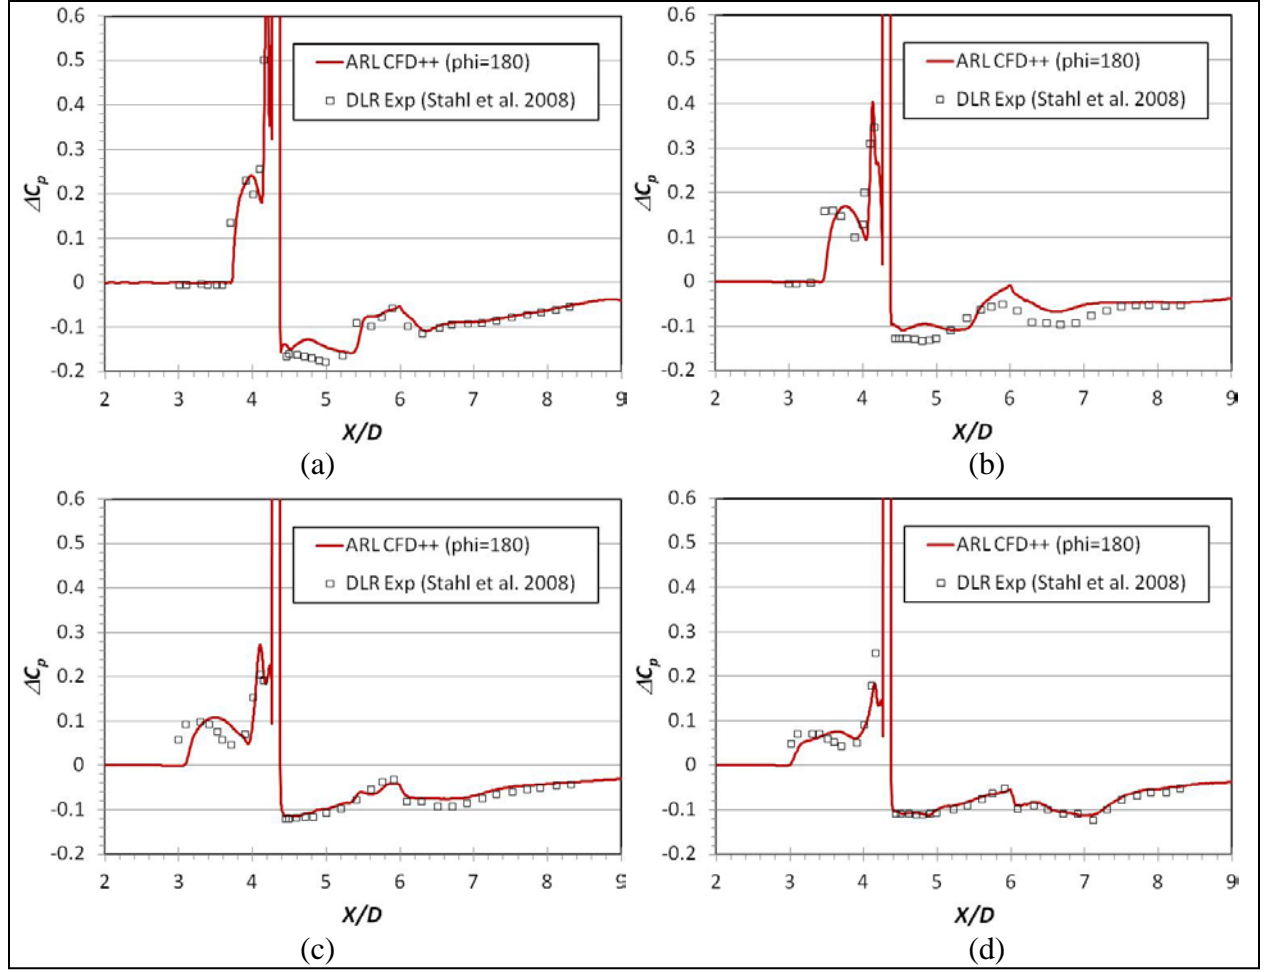 0.6
0.5
0.4
0.3
0.2
0.1
0
-0.1
-0.2
ΔCp
ARL CFD++ (phi=180)
DLR Exp (Stahl et al. 2008)
2 3 4 5 6 7 8 9
X/D
(a)
0.6
0.5
0.4
0.3
0.2
0.1
0
-0.1
-0.2
ΔCp
ARL CFD++ (phi=180)
DLR Exp (Stahl et al. 2008)
2 3 4 5 6 7 8 9
X/D
(b)
0.6
0.5
0.4
0.3
0.2
0.1
0
-0.1
-0.2
ΔCp
ARL CFD++ (phi=180)
DLR Exp (Stahl et al. 2008)
2 3 4 5 6 7 8 9
X/D
(c)
0.6
0.5
0.4
0.3
0.2
0.1
0
-0.1
-0.2
ΔCp
ARL CFD++ (phi=180)
DLR Exp (Stahl et al. 2008)
2 3 4 5 6 7 8 9
X/D
(d)